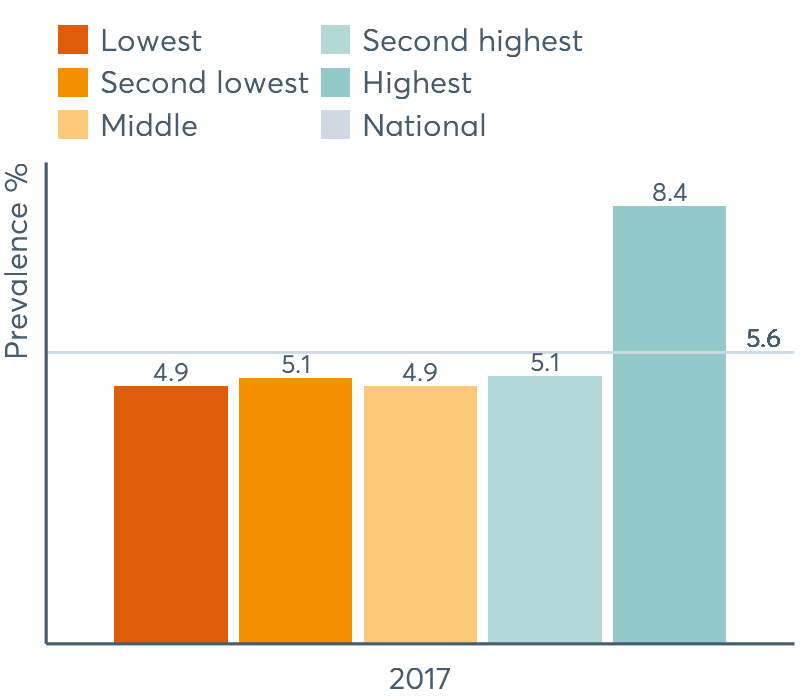 Lowest
Second lowest
Middle
Second highest
Highest
National
Prevalence %
4.9
5.1
4.9
5.1
8.4
5.6
2017